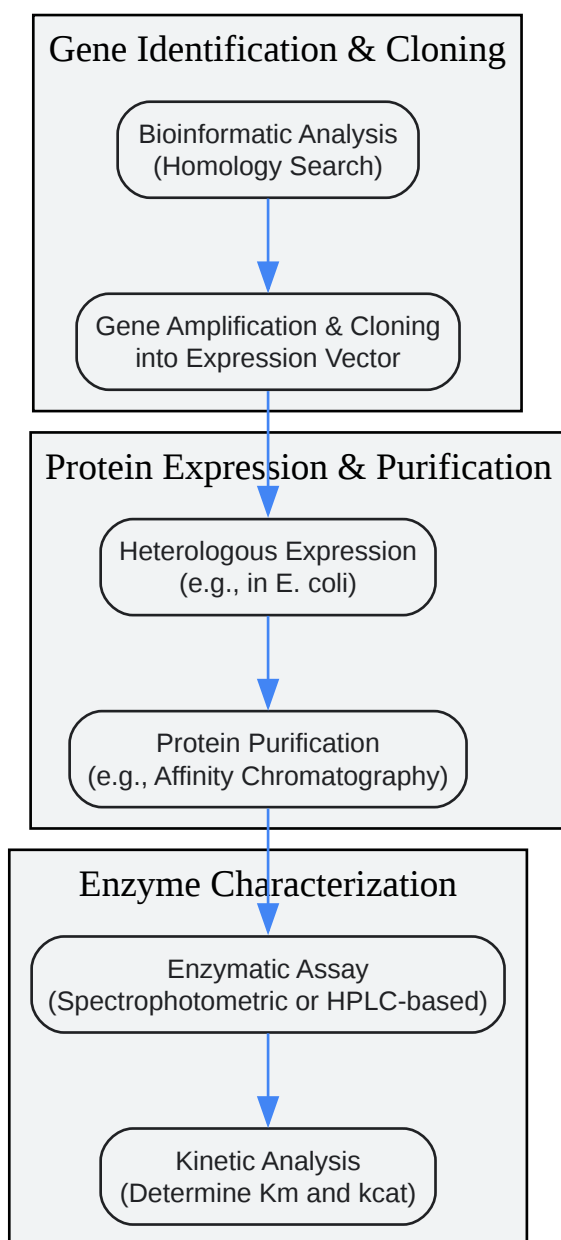 Gene Identification & Cloning
Bioinformatic Analysis
(Homology Search)
Gene Amplification & Cloning
into Expression Vector
Protein Expression & Purification
Heterologous Expression
(e.g., in E. coli)
Protein Purification
(e.g., Affinity Chromatography)
Enzyme Characterization
Enzymatic Assay
(Spectrophotometric or HPLC-based)
Kinetic Analysis
(Determine Km and kcat)